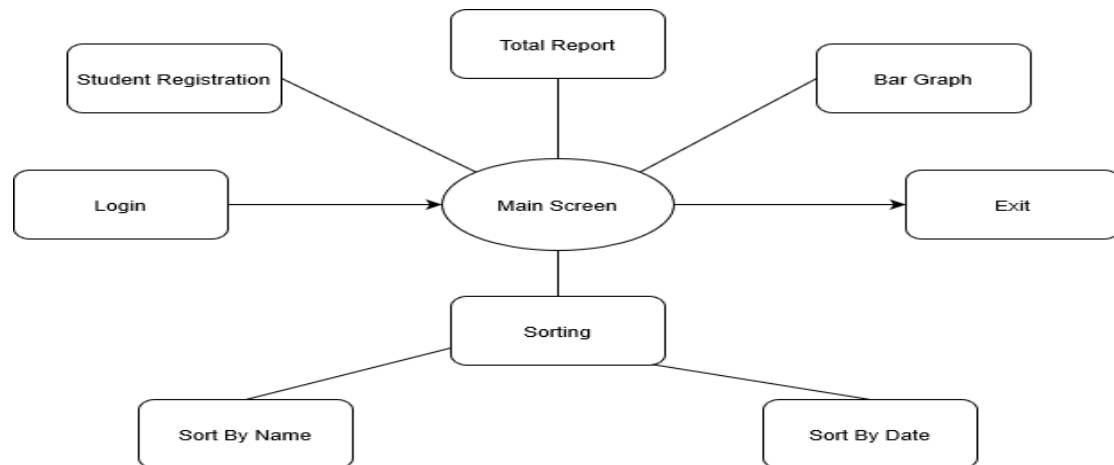 Total Report
Student Registration
Bar Graph
Login
Main Screen
Exit
Sorting
Sort By Name
Sort By Date